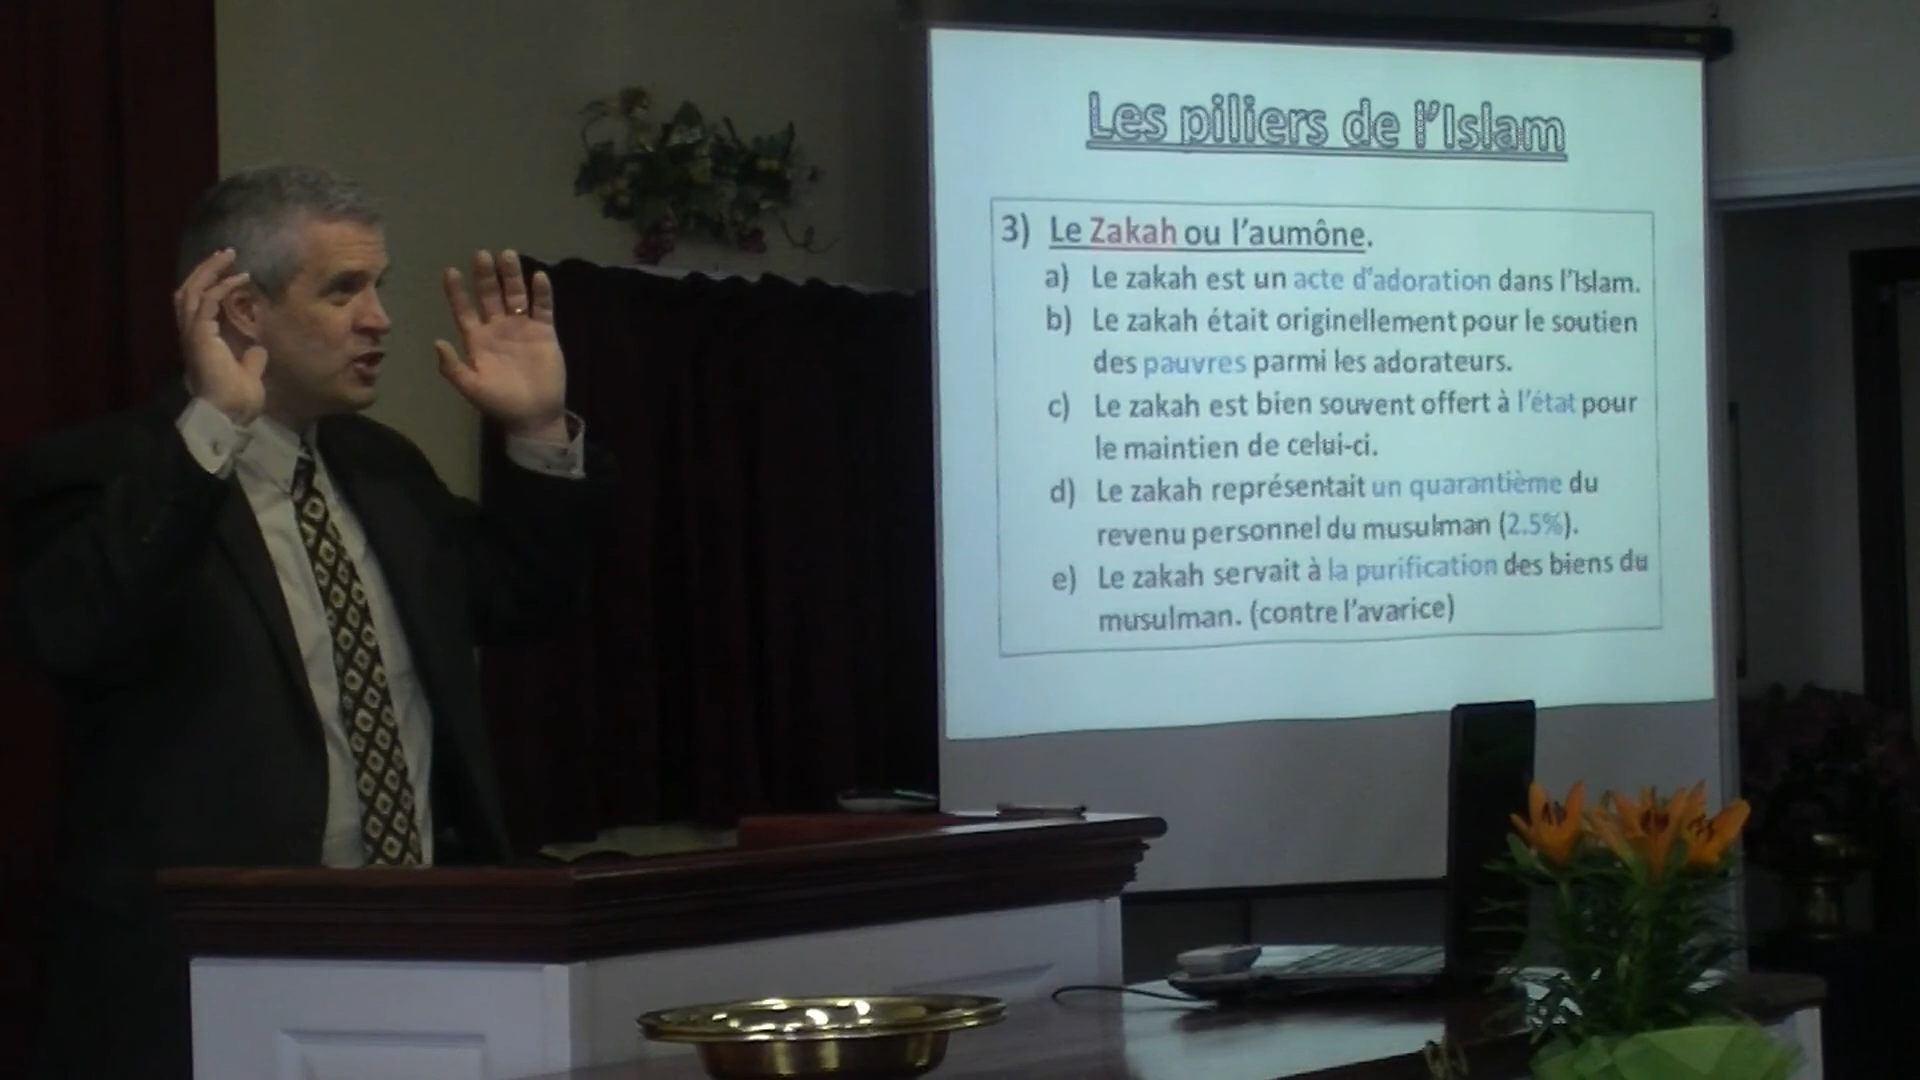 Les piliers de l'Islam
3) Le Zakah ou l'aumône.
a) Le zakah est un acte d'adoration dans l'Islam.
b) Le zakah était originellement pour le soutien
des pauvres parmi les adorateurs.
c) Le zakah est bien souvent offert à l'état pour
le maintien de celui-ci.
d) Le zakah représentait un quarantième du
revenu personnel du musulman (2.5%).
e) Le zakah servait à la purification des biens du
musulman. (contre l'avarice)